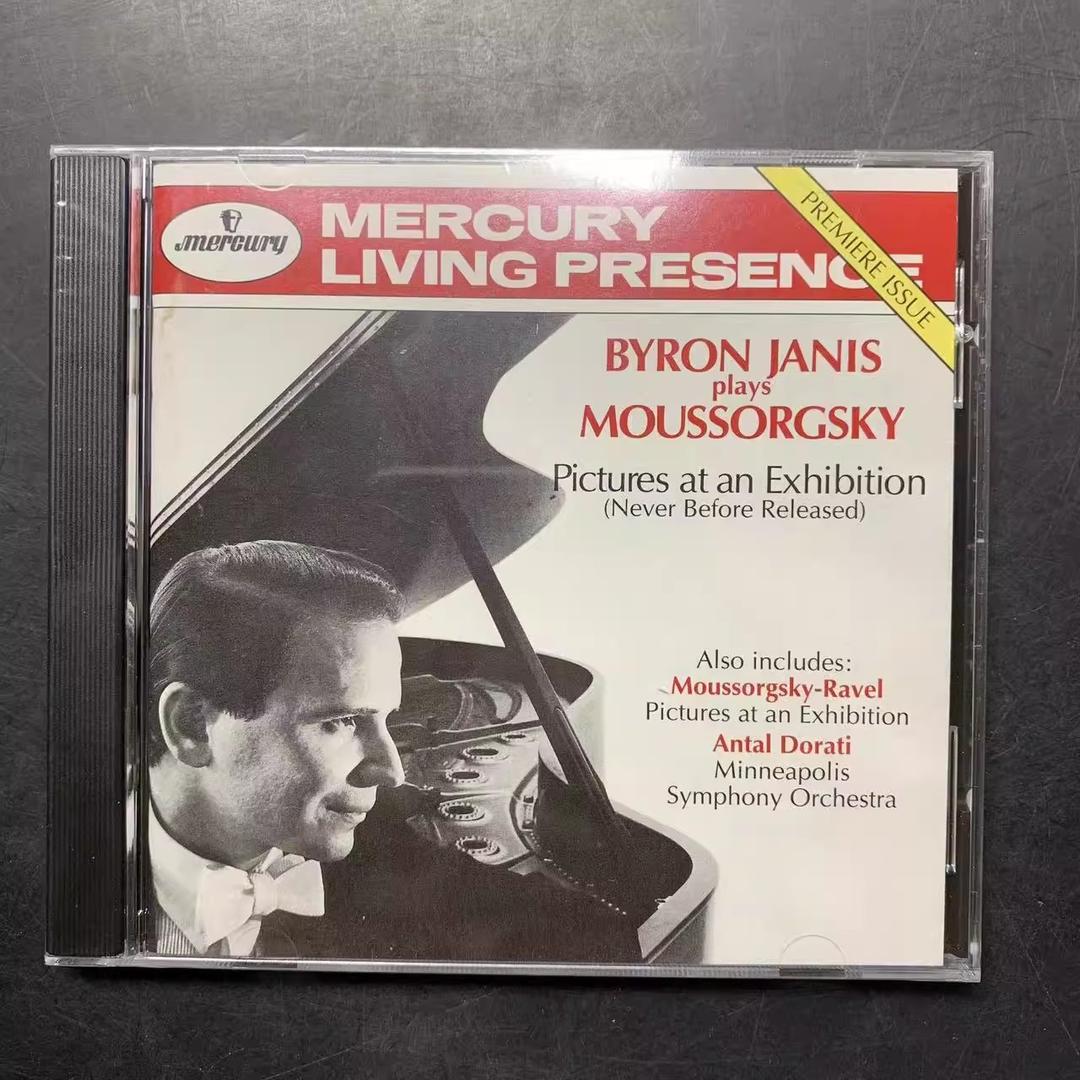 mercury
MERCURY
LIVING PRESENCE
PREMIERE ISSUE
BYRON JANIS
plays
MOUSSORGSKY
Pictures at an Exhibition
(Never Before Released)
Also includes:
Moussorgsky-Ravel
Pictures at an Exhibition
Antal Dorati
Minneapolis
Symphony Orchestra